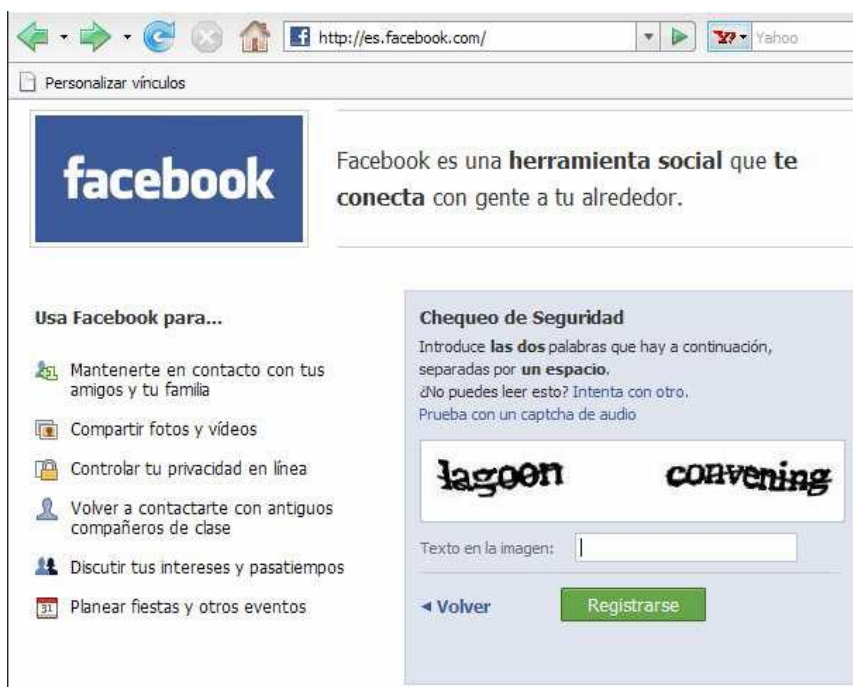 http://es.facebook.com/
Yahoo
Personalizar vínculos
facebook
Facebook es una herramienta social que te
conecta con gente a tu alrededor.
Usa Facebook para...
Mantenerte en contacto con tus
amigos y tu familia
Compartir fotos y vídeos
Controlar tu privacidad en línea
Volver a contactarte con antiguos
compañeros de clase
Discutir tus intereses y pasatiempos
31 Planear fiestas y otros eventos
Chequeo de Seguridad
Introduce las dos palabras que hay a continuación,
separadas por un espacio.
¿No puedes leer esto? Intenta con otro.
Prueba con un captcha de audio
lagoon convening
Texto en la imagen:
◄ Volver
Registrarse